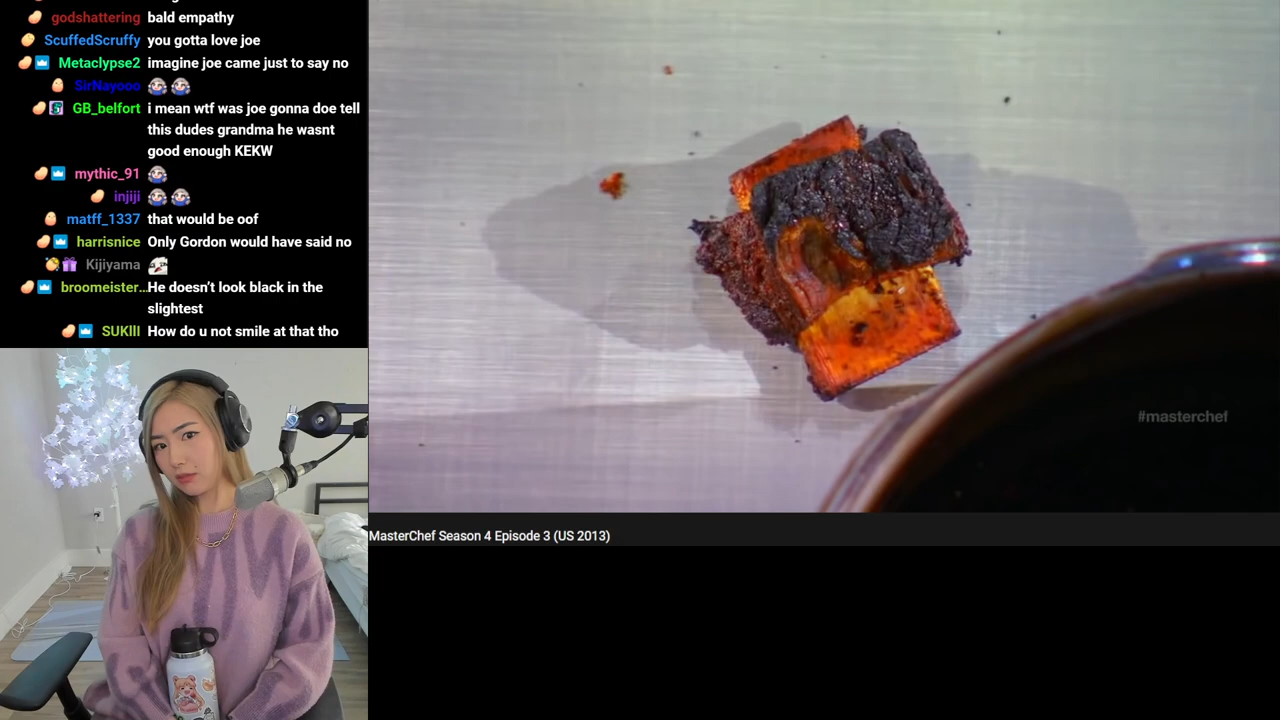 godshattering bald empathy
ScuffedScruffy you gotta love joe
Metaclypse2 imagine joe came just to say no
SirNayooo
GB_belfort i mean wtf was joe gonna doe tell
this dudes grandma he wasnt
good enough KEKW
mythic_91
injiji
matff_1337 that would be oof
harrisnice Only Gordon would have said no
Kijiyama
broomeister… He doesn’t look black in the
slightest
SUKlll How do u not smile at that tho
#masterchef
MasterChef Season 4 Episode 3 (US 2013)